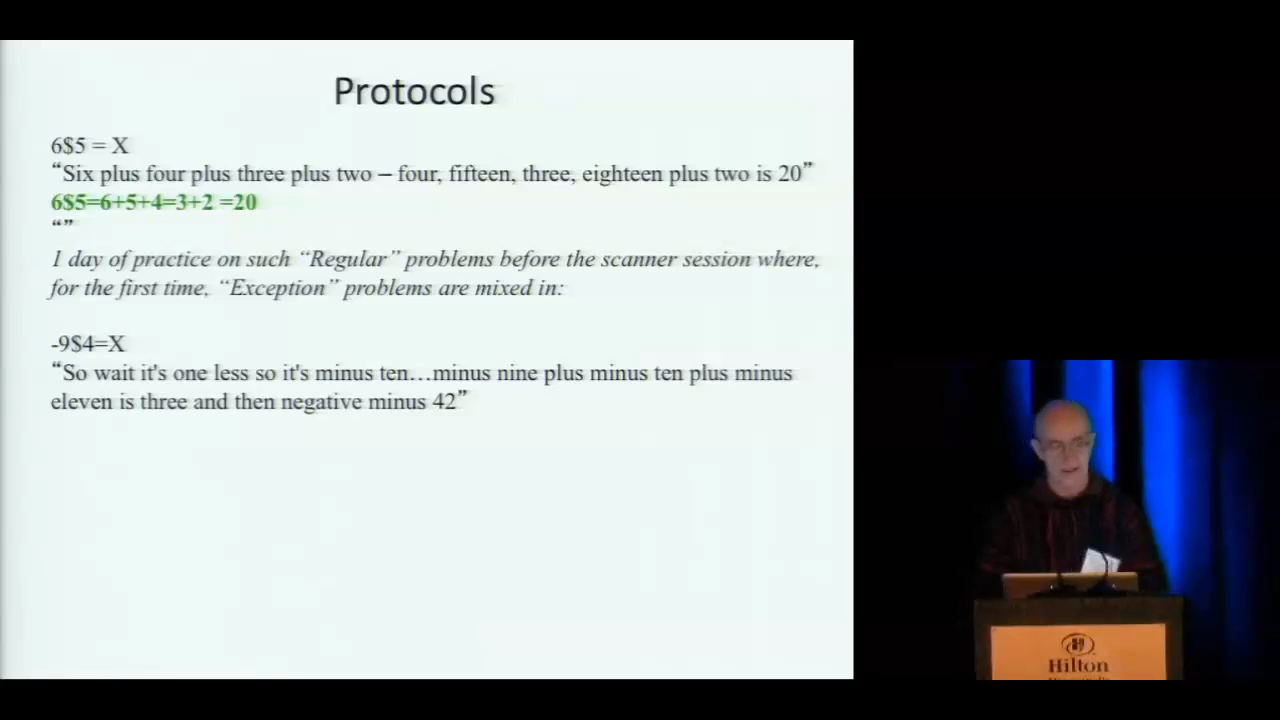 Protocols
6$5 = X
“Six plus four plus three plus two – four, fifteen, three, eighteen plus two is 20”
6$5=6+5+4=3+2 =20
“”
1 day of practice on such “Regular” problems before the scanner session where,
for the first time, “Exception” problems are mixed in:
-9$4=X
“So wait it's one less so it's minus ten…minus nine plus minus ten plus minus
eleven is three and then negative minus 42”
Hilton